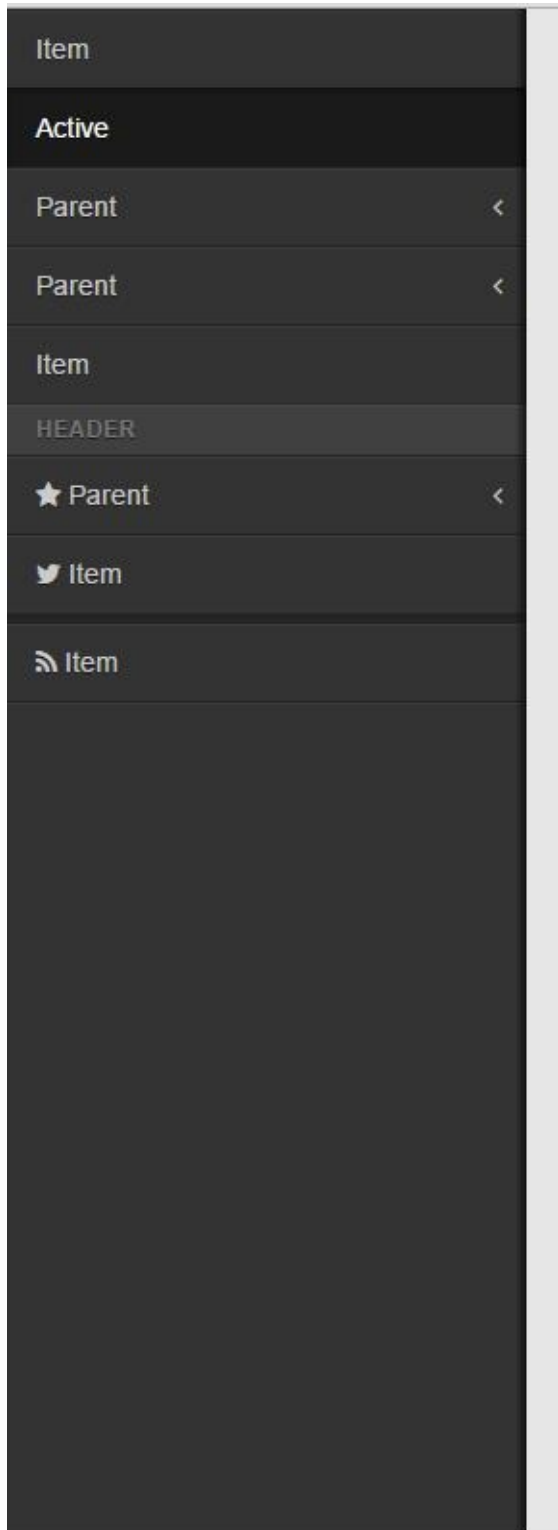 Item
Active
Parent
Parent
Item
HEADER
Parent
Item
Item